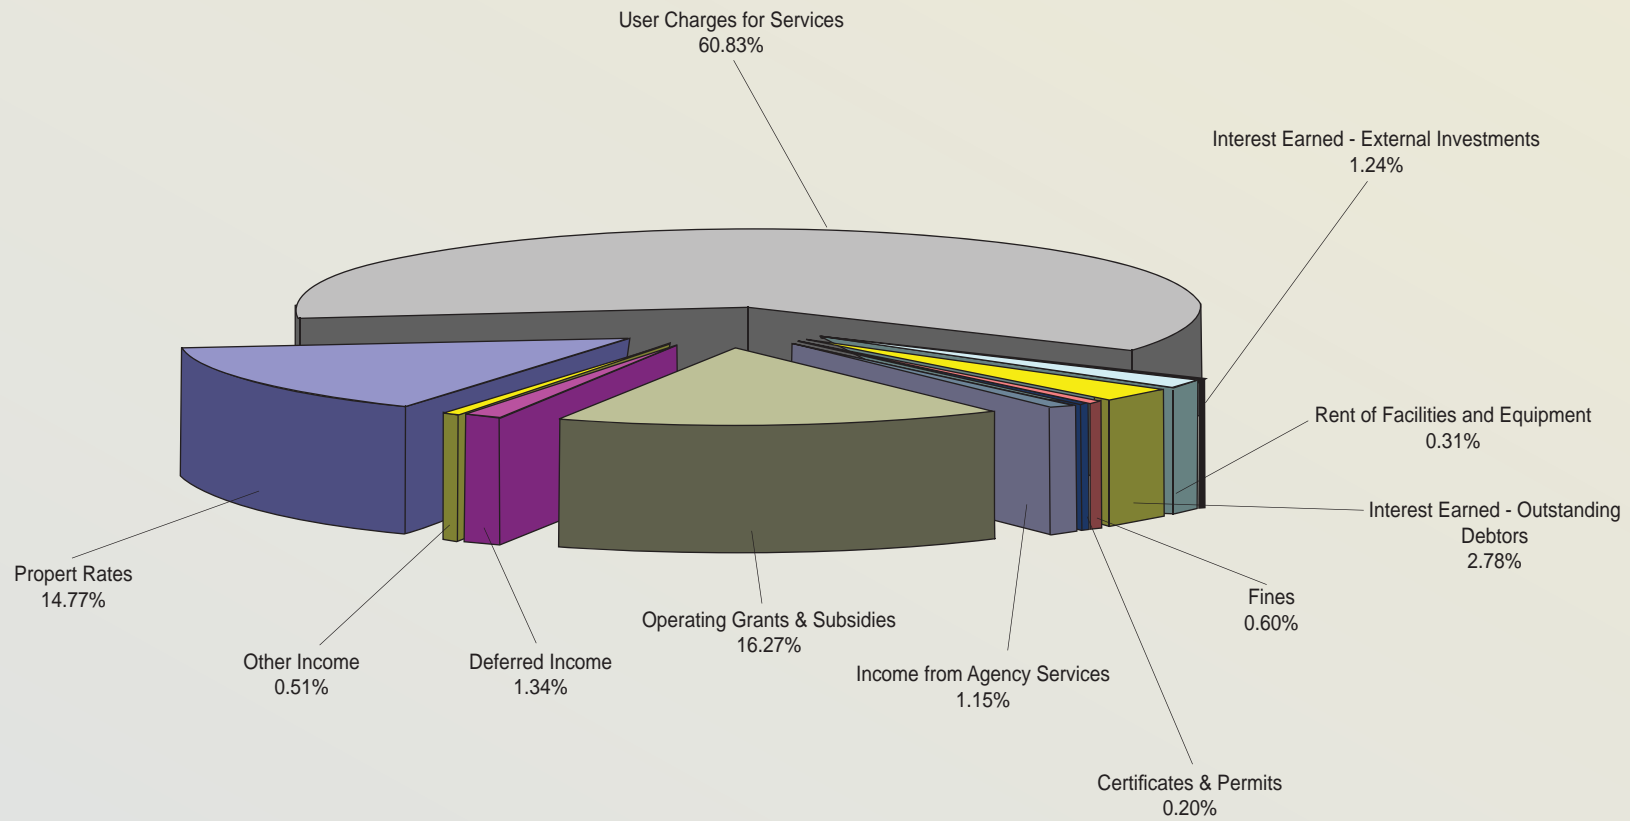 User Charges for Services
60.83%
Interest Earned - External Investments
1.24%
Rent of Facilities and Equipment
0.31%
Interest Earned - Outstanding
Debtors
2.78%
Fines
0.60%
Certificates & Permits
0.20%
Income from Agency Services
1.15%
Operating Grants & Subsidies
16.27%
Deferred Income
1.34%
Other Income
0.51%
Propert Rates
14.77%